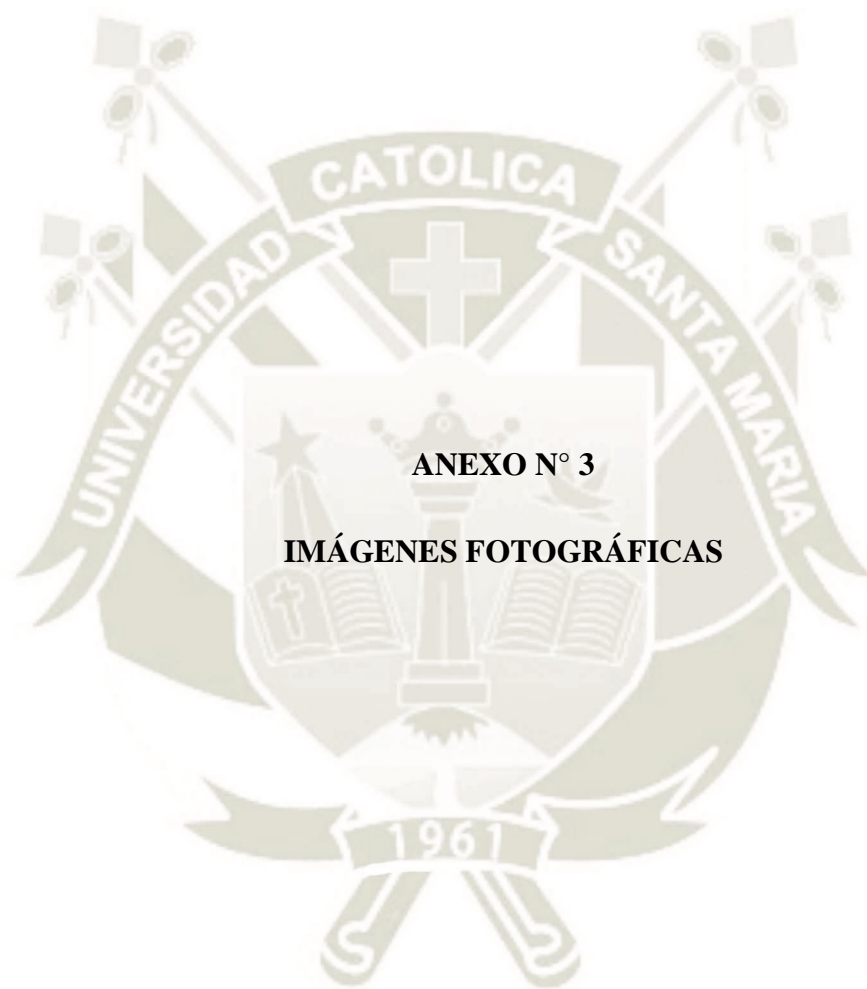 UNIVERSIDAD CATOLICA SANTA MARIA
ANEXO N° 3
IMÁGENES FOTOGRÁFICAS
1961